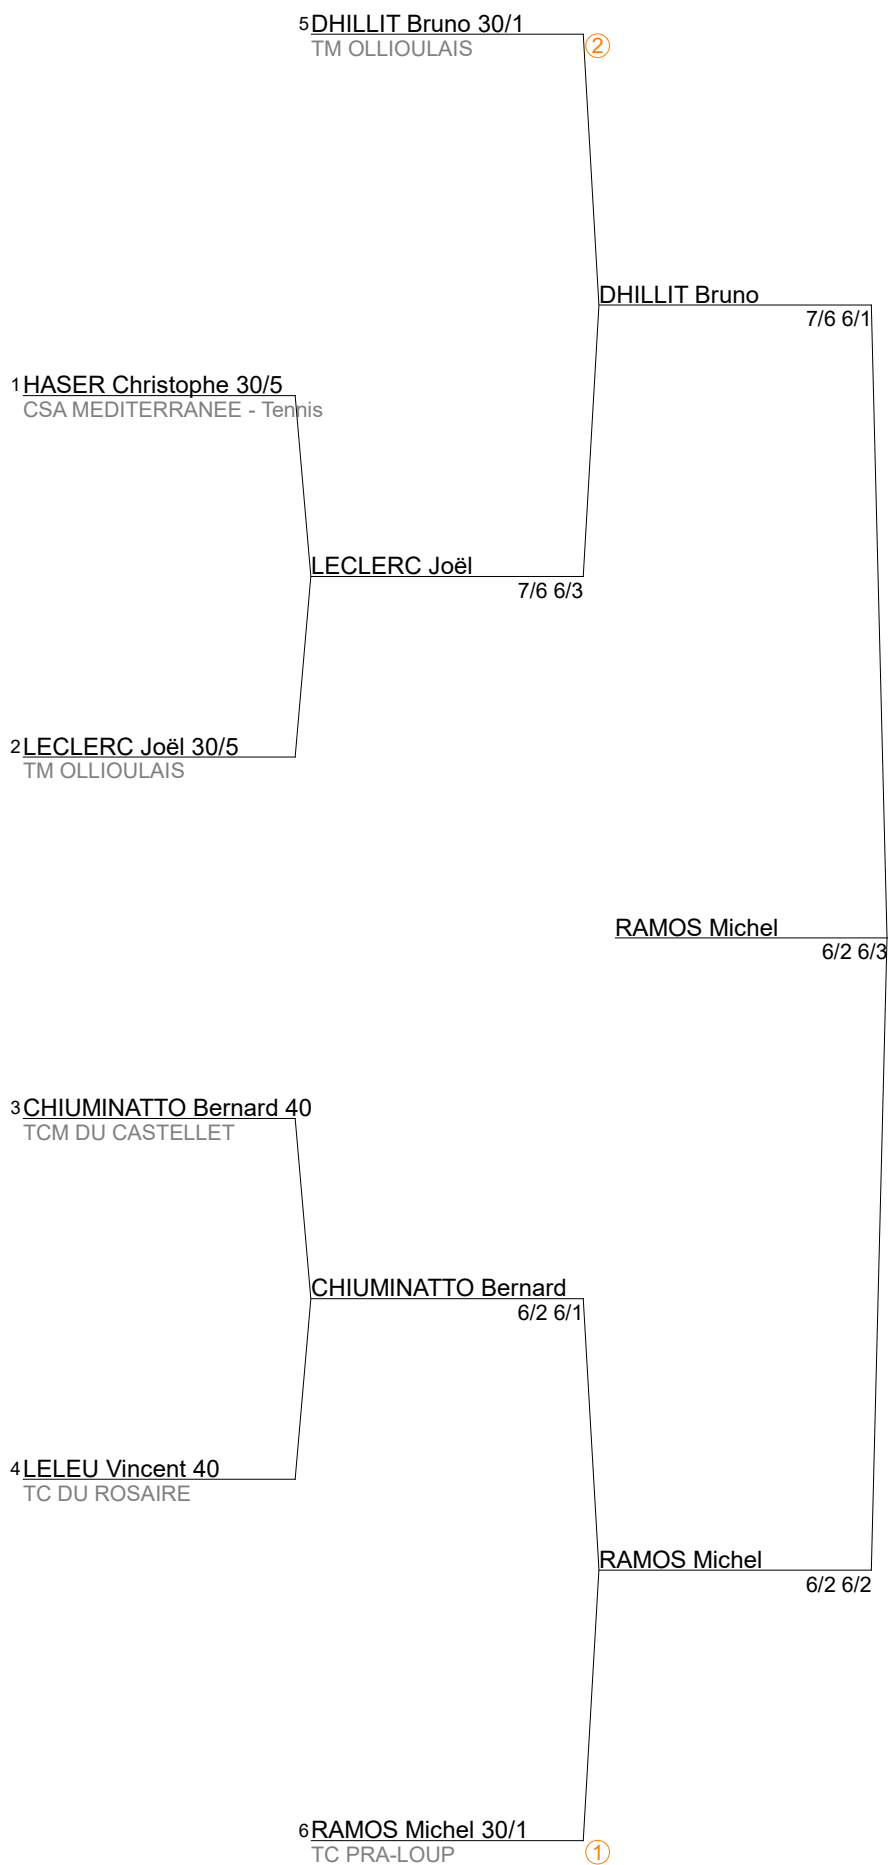 5 DHILLIT Bruno 30/1
TM OLLIOULAIS
②
DHILLIT Bruno
7/6 6/1
1 HASER Christophe 30/5
CSA MEDITERRANEE - Tennis
LECLERC Joël
7/6 6/3
2 LECLERC Joël 30/5
TM OLLIOULAIS
RAMOS Michel
6/2 6/3
3 CHIUMINATTO Bernard 40
TCM DU CASTELLET
CHIUMINATTO Bernard
6/2 6/1
4 LELEU Vincent 40
TC DU ROSAIRE
RAMOS Michel
6/2 6/2
6 RAMOS Michel 30/1
TC PRA-LOUP
①